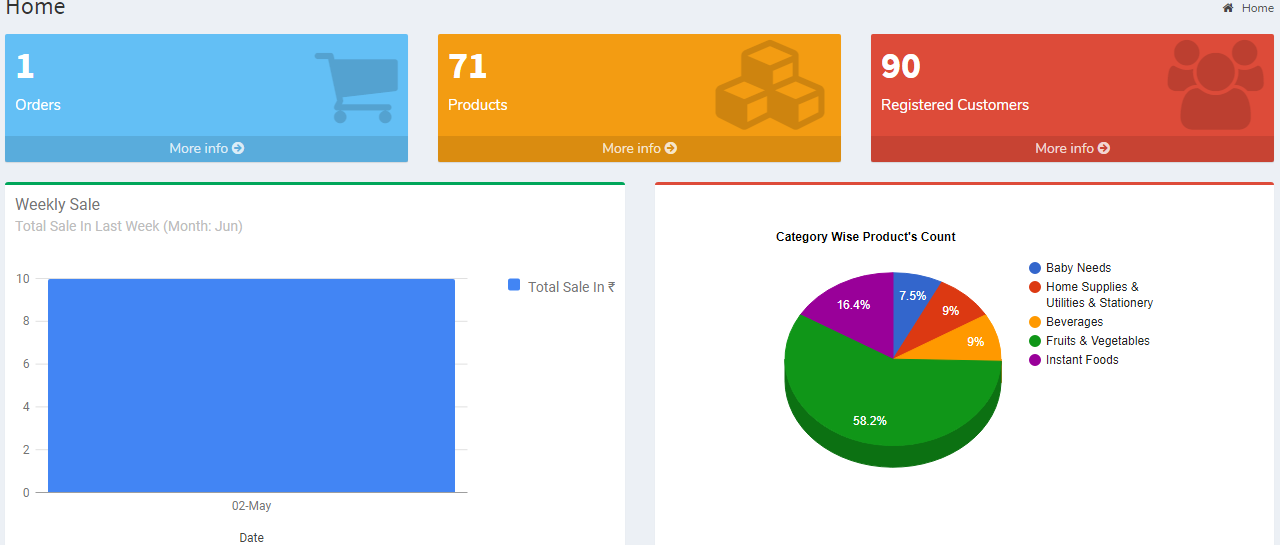 Home
Home
1
Orders
More info
71
Products
More info
90
Registered Customers
More info
Weekly Sale
Total Sale In Last Week (Month: Jun)
10
8
6
4
2
0
02-May
Date
Total Sale In ₹
Category Wise Product's Count
7.5%
9%
9%
58.2%
16.4%
Baby Needs
Home Supplies &
Utilities & Stationery
Beverages
Fruits & Vegetables
Instant Foods